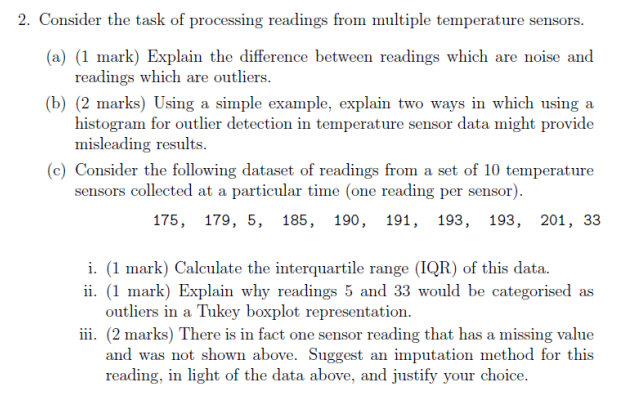 2. Consider the task of processing readings from multiple temperature sensors.
(a) (1 mark) Explain the difference between readings which are noise and
readings which are outliers.
(b) (2 marks) Using a simple example, explain two ways in which using a
histogram for outlier detection in temperature sensor data might provide
misleading results.
(c) Consider the following dataset of readings from a set of 10 temperature
sensors collected at a particular time (one reading per sensor).
175, 179, 5, 185, 190, 191, 193, 193, 201, 33
i. (1 mark) Calculate the interquartile range (IQR) of this data.
ii. (1 mark) Explain why readings 5 and 33 would be categorised as
outliers in a Tukey boxplot representation.
iii. (2 marks) There is in fact one sensor reading that has a missing value
and was not shown above. Suggest an imputation method for this
reading, in light of the data above, and justify your choice.